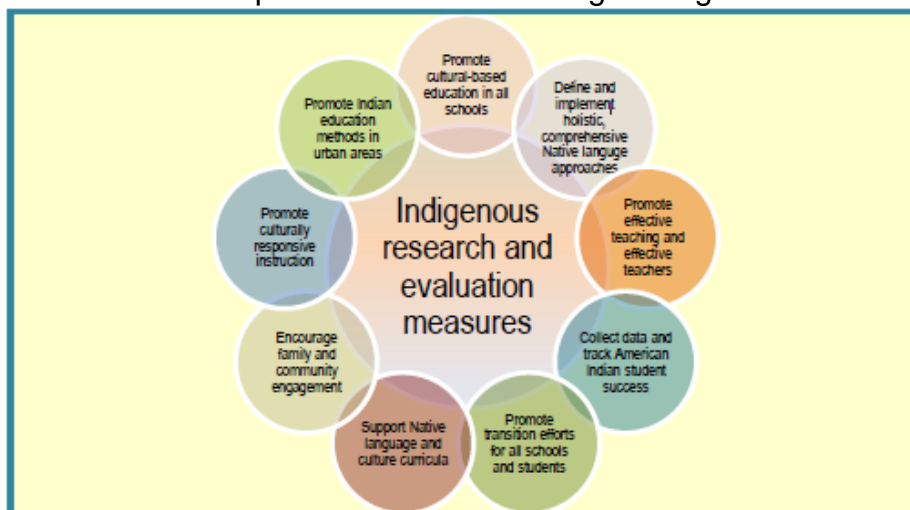 Promote
cultural-based
education in all
schools
Define and
implement
holistic,
comprehensive
Native languge
approaches
Promote
effective
teaching and
effective
teachers
Collect data and
track American
Indian student
success
Promote
transition efforts
for all schools
and students
Support Native
language and
culture curricula
Encourage
family and
community
engagement
Promote
culturally
responsive
instruction
Promote Indian
education
methods in
urban areas
Indigenous
research and
evaluation
measures